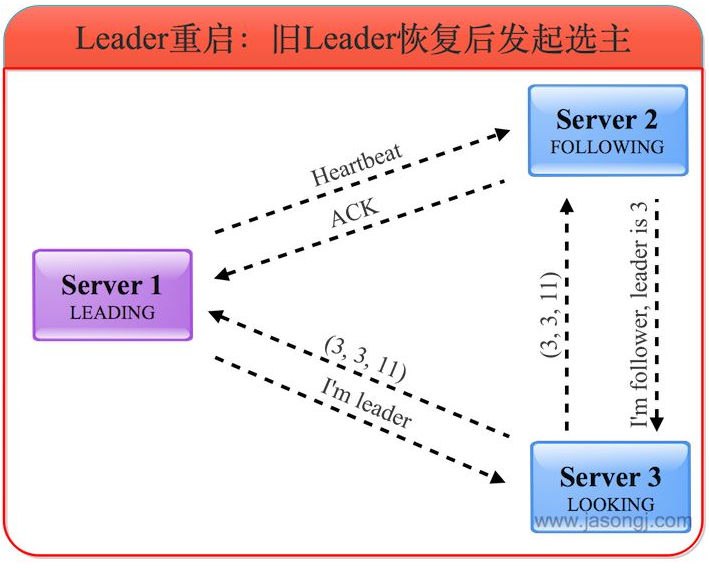 Leader重启：旧Leader恢复后发起选主
Server 2
FOLLOWING
Heartbeat
ACK
Server 1
LEADING
(3, 3, 11)
I'm leader
(3, 3, 11)
I'm follower, leader is 3
Server 3
LOOKING
www.jasongj.com